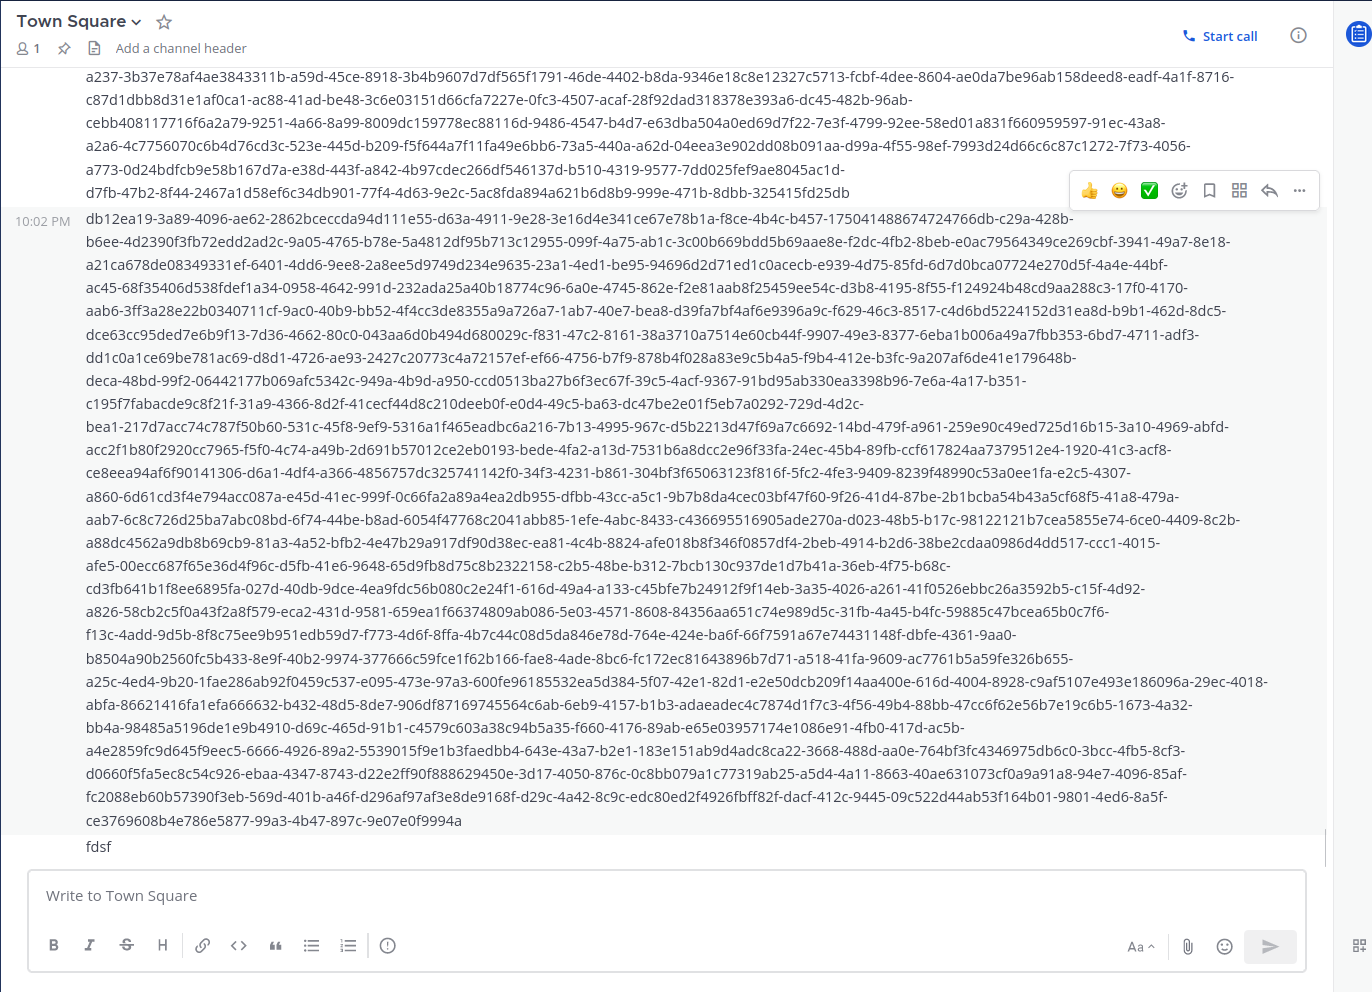 Town Square
1
Add a channel header
Start call
a237-3b37e78af4ae3843311b-a59d-45ce-8918-3b4b9607d7df565f1791-46de-4402-b8da-9346e18c8e12327c5713-fcbf-4dee-8604-ae0da7be96ab158deed8-eadf-4a1f-8716-
c87d1dbb8d31e1af0ca1-ac88-41ad-be48-3c6e03151d66cfa7227e-0fc3-4507-acaf-28f92dad318378e393a6-dc45-482b-96ab-
cebb408117716f6a2a79-9251-4a66-8a99-8009dc159778ec88116d-9486-4547-b4d7-e63dba504a0ed69d7f22-7e3f-4799-92ee-58ed01a831f660959597-91ec-43a8-
a2a6-4c7756070c6b4d76cd3c-523e-445d-b209-f5f644a7f11fa49e6bb6-73a5-440a-a62d-04eea3e902dd08b091aa-d99a-4f55-98ef-7993d24d66c6c87c1272-7f73-4056-
a773-0d24bdfcb9e58b167d7a-e38d-443f-a842-4b97cdec266df546137d-b510-4319-9577-7dd025fef9ae8045ac1d-
d7fb-47b2-8f44-2467a1d58ef6c34db901-77f4-4d63-9e2c-5ac8fda894a621b6d8b9-999e-471b-8dbb-325415fd25db
10:02 PM
db12ea19-3a89-4096-ae62-2862bceccda94d111e55-d63a-4911-9e28-3e16d4e341ce67e78b1a-f8ce-4b4c-b457-175041488674724766db-c29a-428b-
b6ee-4d2390f3fb72edd2ad2c-9a05-4765-b78e-5a4812df95b713c12955-099f-4a75-ab1c-3c00b669bdd5b69aae8e-f2dc-4fb2-8beb-e0ac79564349ce269cbf-3941-49a7-8e18-
a21ca678de08349331ef-6401-4dd6-9ee8-2a8ee5d9749d234e9635-23a1-4ed1-be95-94696d2d71ed1c0acecb-e939-4d75-85fd-6d7d0bca07724e270d5f-4a4e-44bf-
ac45-68f35406d538fdef1a34-0958-4642-991d-232ada25a40b18774c96-6a0e-4745-862e-f2e81aab8f25459ee54c-d3b8-4195-8f55-f124924b48cd9aa288c3-17f0-4170-
aab6-3ff3a28e22b0340711cf-9ac0-40b9-bb52-4f4cc3de8355a9a726a7-1ab7-40e7-bea8-d39fa7bf4af6e9396a9c-f629-46c3-8517-c4d6bd5224152d31ea8d-b9b1-462d-8dc5-
dce63cc95ded7e6b9f13-7d36-4662-80c0-043aa6d0b494d680029c-f831-47c2-8161-38a3710a7514e60cb44f-9907-49e3-8377-6eba1b006a49a7fbb353-6bd7-4711-adf3-
dd1c0a1ce69be781ac69-d8d1-4726-ae93-2427c20773c4a72157ef-ef66-4756-b7f9-878b4f028a83e9c5b4a5-f9b4-412e-b3fc-9a207af6de41e179648b-
deca-48bd-99f2-06442177b069afc5342c-949a-4b9d-a950-ccd0513ba27b6f3ec67f-39c5-4acf-9367-91bd95ab330ea3398b96-7e6a-4a17-b351-
c195f7fabacde9c8f21f-31a9-4366-8d2f-41cecf44d8c210deeb0f-e0d4-49c5-ba63-dc47be2e01f5eb7a0292-729d-4d2c-
bea1-217d7acc74c787f50b60-531c-45f8-9ef9-5316a1f465eadbc6a216-7b13-4995-967c-d5b2213d47f69a7c6692-14bd-479f-a961-259e90c49ed725d16b15-3a10-4969-abfd-
acc2f1b80f2920cc7965-f5f0-4c74-a49b-2d691b57012ce2eb0193-bede-4fa2-a13d-7531b6a8dcc2e96f33fa-24ec-45b4-89fb-ccf617824aa7379512e4-1920-41c3-acf8-
ce8eea94af6f90141306-d6a1-4df4-a366-4856757dc325741142f0-34f3-4231-b861-304bf3f65063123f816f-5fc2-4fe3-9409-8239f48990c53a0ee1fa-e2c5-4307-
a860-6d61cd3f4e794acc087a-e45d-41ec-999f-0c66fa2a89a4ea2db955-dfbb-43cc-a5c1-9b7b8da4cec03bf47f60-9f26-41d4-87be-2b1bcba54b43a5cf68f5-41a8-479a-
aab7-6c8c726d25ba7abc08bd-6f74-44be-b8ad-6054f47768c2041abb85-1efe-4abc-8433-c436695516905ade270a-d023-48b5-b17c-98122121b7cea5855e74-6ce0-4409-8c2b-
a88dc4562a9db8b69cb9-81a3-4a52-bfb2-4e47b29a917df90d38ec-ea81-4c4b-8824-afe018b8f346f0857df4-2beb-4914-b2d6-38be2cdaa0986d4dd517-ccc1-4015-
afe5-00ecc687f65e36d4f96c-d5fb-41e6-9648-65d9fb8d75c8b2322158-c2b5-48be-b312-7bcb130c937de1d7b41a-36eb-4f75-b68c-
cd3fb641b1f8ee6895fa-027d-40db-9dce-4ea9fdc56b080c2e24f1-616d-49a4-a133-c45bfe7b24912f9f14eb-3a35-4026-a261-41f0526ebbc26a3592b5-c15f-4d92-
a826-58cb2c5f0a43f2a8f579-eca2-431d-9581-659ea1f66374809ab086-5e03-4571-8608-84356aa651c74e989d5c-31fb-4a45-b4fc-59885c47bcea65b0c7f6-
f13c-4add-9d5b-8f8c75ee9b951edb59d7-f773-4d6f-8ffa-4b7c44c08d5da846e78d-764e-424e-ba6f-66f7591a67e74431148f-dbfe-4361-9aa0-
b8504a90b2560fc5b433-8e9f-40b2-9974-377666c59fce1f62b166-fae8-4ade-8bc6-fc172ec81643896b7d71-a518-41fa-9609-ac7761b5a59fe326b655-
a25c-4ed4-9b20-1fae286ab92f0459c537-e095-473e-97a3-600fe96185532ea5d384-5f07-42e1-82d1-e2e50dcb209f14aa400e-616d-4004-8928-c9af5107e493e186096a-29ec-4018-
abfa-86621416fa1efa666632-b432-48d5-8de7-906df87169745564c6ab-6eb9-4157-b1b3-adaeadec4c7874d1f7c3-4f56-49b4-88bb-47cc6f62e56b7e19c6b5-1673-4a32-
bb4a-98485a5196de1e9b4910-d69c-465d-91b1-c4579c603a38c94b5a35-f660-4176-89ab-e65e03957174e1086e91-4fb0-417d-ac5b-
a4e2859fc9d645f9eec5-6666-4926-89a2-5539015f9e1b3faedbb4-643e-43a7-b2e1-183e151ab9d4adc8ca22-3668-488d-aa0e-764bf3fc4346975db6c0-3bcc-4fb5-8cf3-
d0660f5fa5ec8c54c926-ebaa-4347-8743-d22e2ff90f888629450e-3d17-4050-876c-0c8bb079a1c77319ab25-a5d4-4a11-8663-40ae631073cf0a9a91a8-94e7-4096-85af-
fc2088eb60b57390f3eb-569d-401b-a46f-d296af97af3e8de9168f-d29c-4a42-8c9c-edc80ed2f4926fbff82f-dacf-412c-9445-09c522d44ab53f164b01-9801-4ed6-8a5f-
ce3769608b4e786e5877-99a3-4b47-897c-9e07e0f9994a
fdsf
Write to Town Square
B I S H
Aa